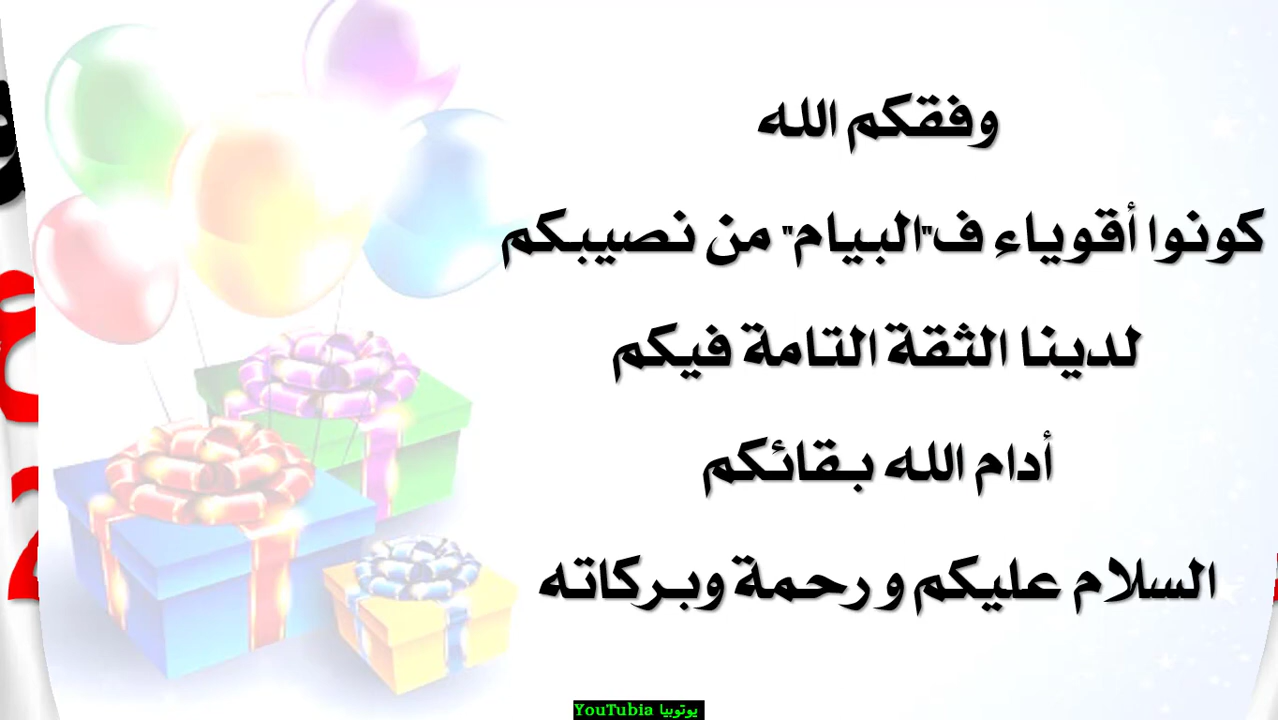 وفقكم الله
كونوا أقوياء ف"البيام" من نصيبكم
لدينا الثقة التامة فيكم
أدام الله بقائكم
السلام عليكم و رحمة وبركاته
YouTubia يوتوبيا